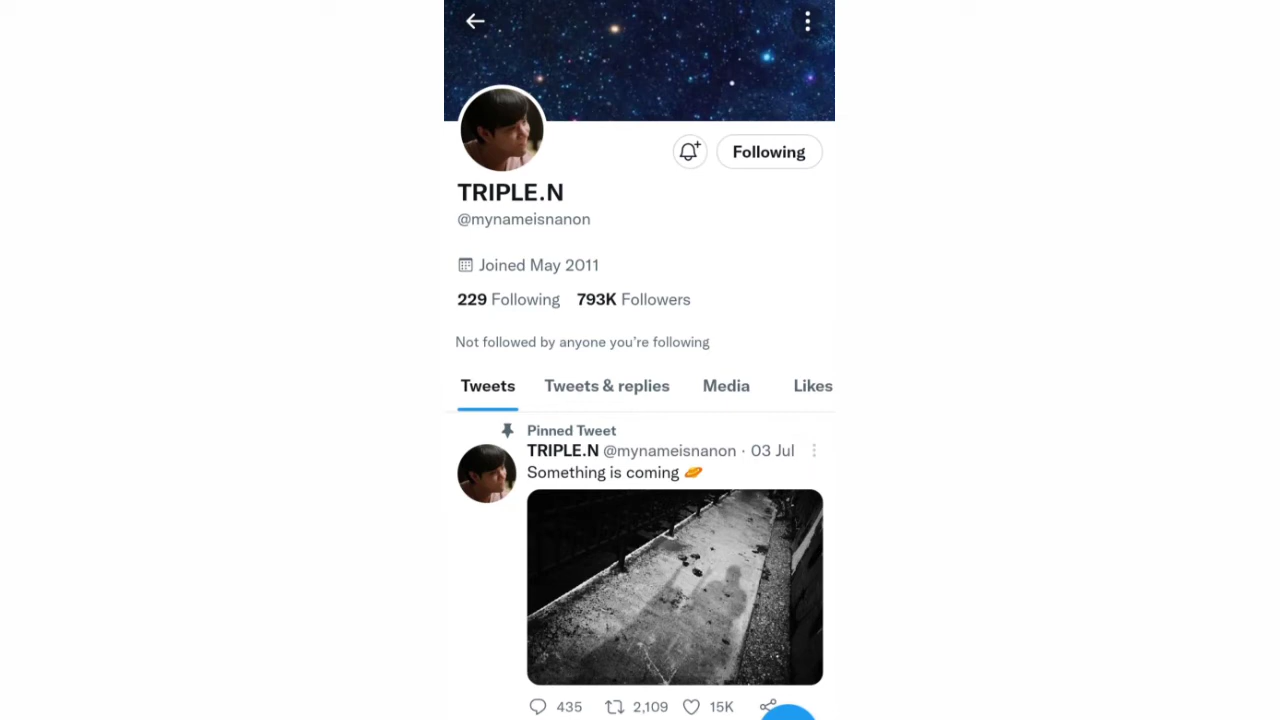 Following
TRIPLE.N
@mynameisnanon
Joined May 2011
229 Following 793K Followers
Not followed by anyone you're following
Tweets Tweets & replies Media Likes
Pinned Tweet
TRIPLE.N @mynameisnanon · 03 Jul
Something is coming 🥖
435 2,109 15K